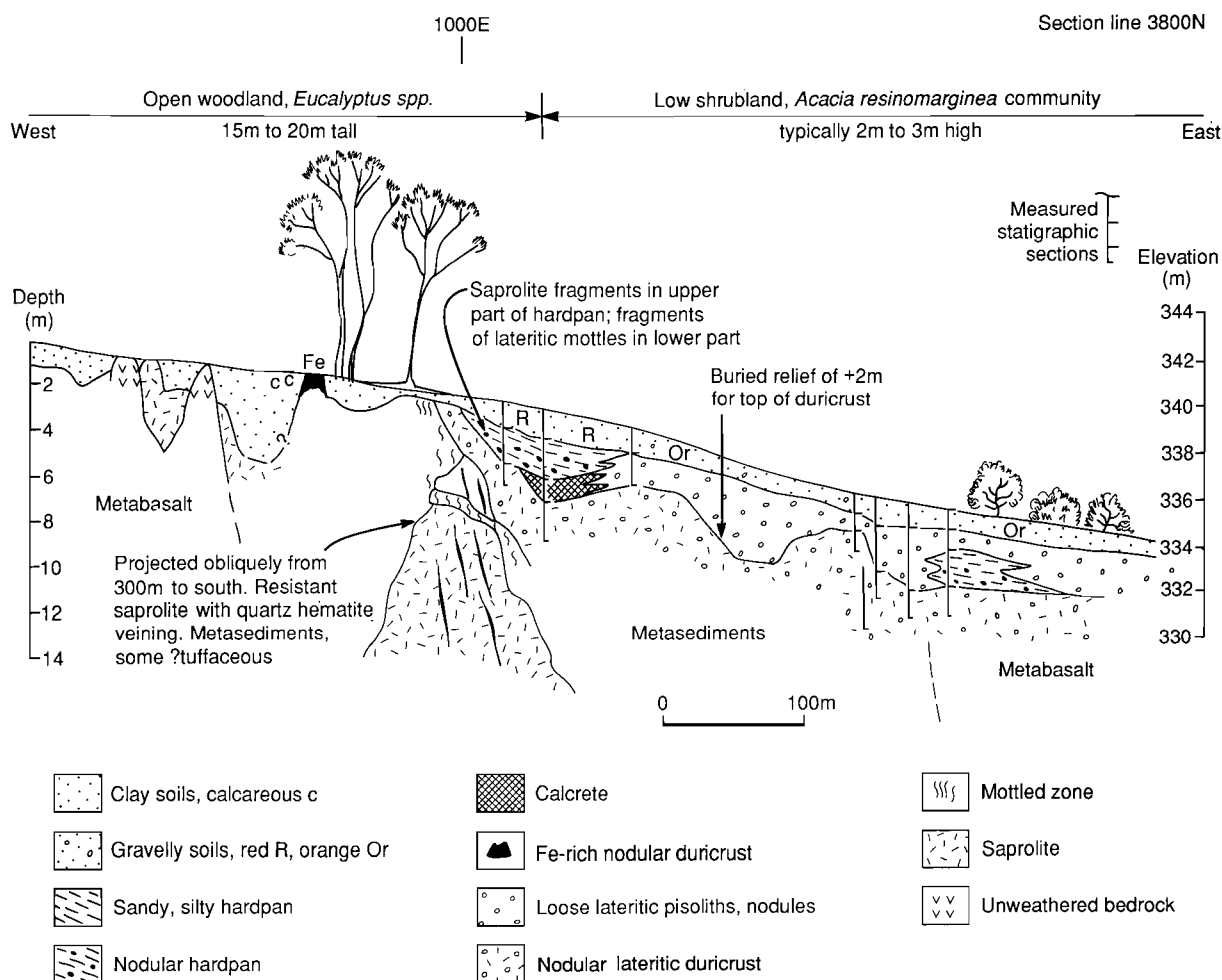 1000E
Section line 3800N
Open woodland, Eucalyptus spp.
Low shrubland, Acacia resinomarginea community
West
15m to 20m tall
typically 2m to 3m high
East
Measured
statigraphic
sections
Elevation
(m)
Depth
(m)
Saprolite fragments in upper
part of hardpan; fragments
of lateritic mottles in lower part
Buried relief of +2m
for top of duricrust
344
342
340
338
336
334
332
330
2
4
6
8
10
12
14
Fe
c c
?
R
R
Or
Or
Metabasalt
Projected obliquely from
300m to south. Resistant
saprolite with quartz hematite
veining. Metasediments,
some ?tuffaceous
Metasediments
Metabasalt
0 100m
Clay soils, calcareous c
Calcrete
Mottled zone
Gravelly soils, red R, orange Or
Fe-rich nodular duricrust
Saprolite
Sandy, silty hardpan
Loose lateritic pisoliths, nodules
Unweathered bedrock
Nodular hardpan
Nodular lateritic duricrust